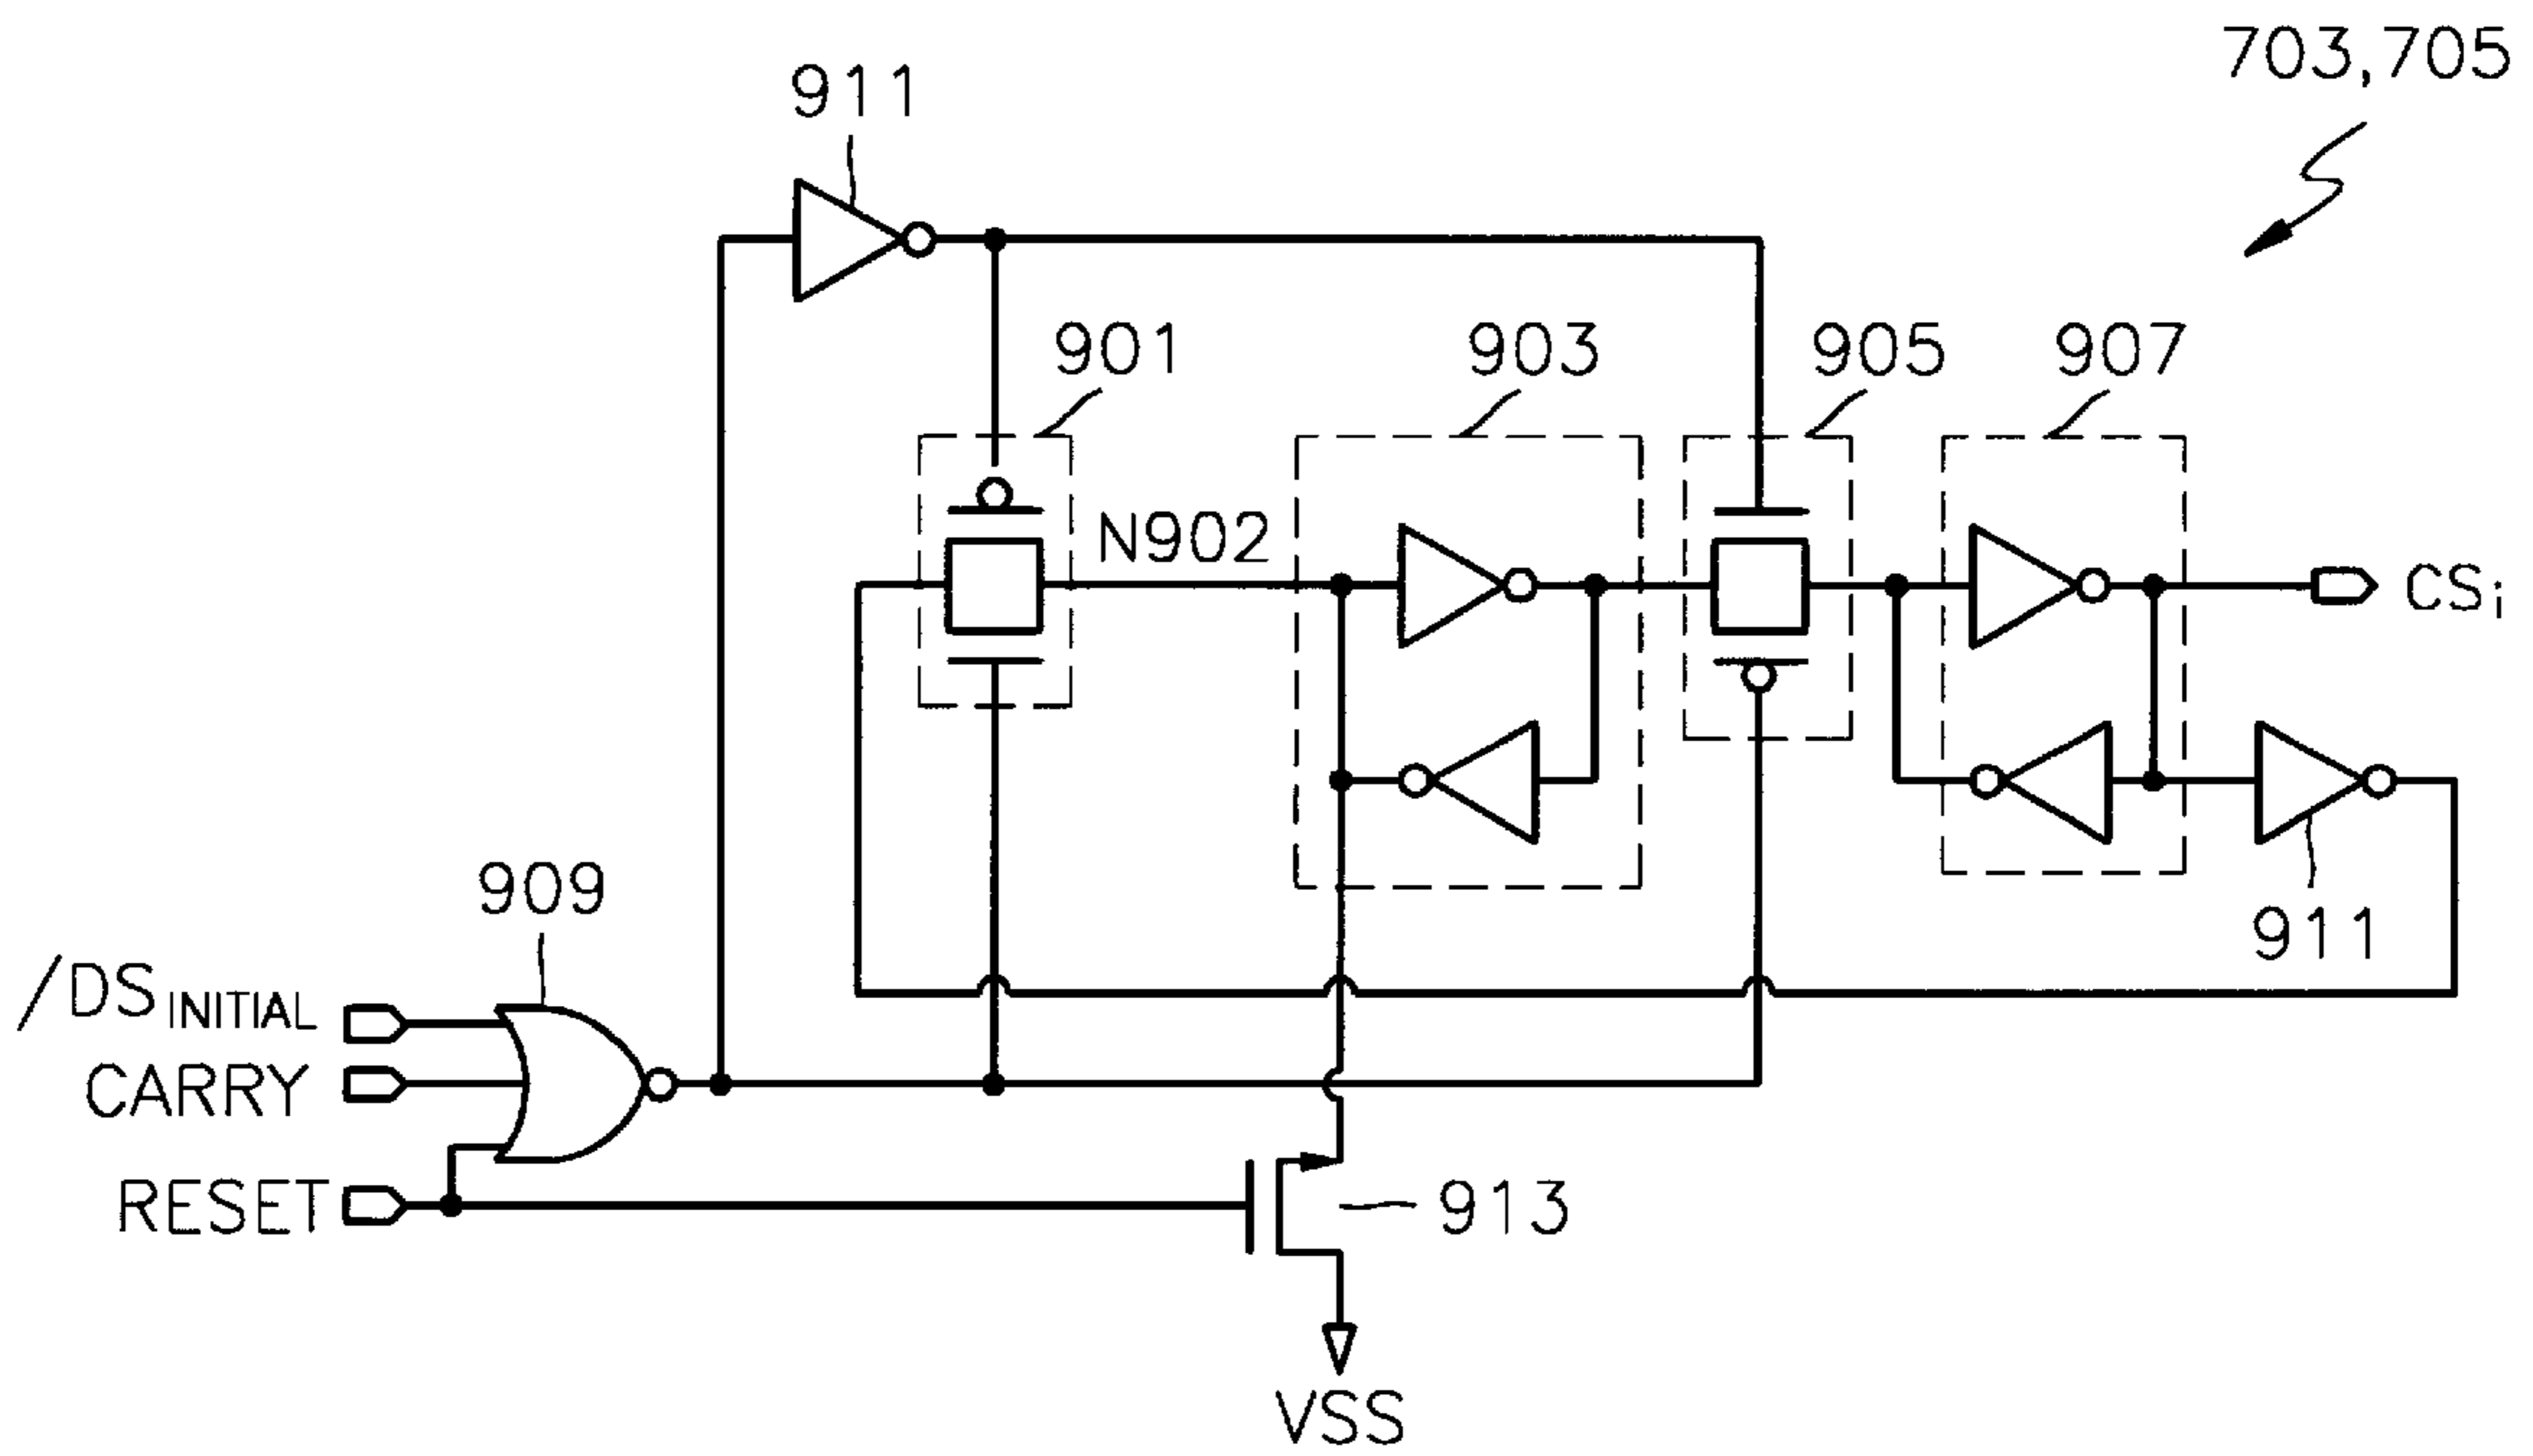 703,705
911
901
903
905
907
N902
CSi
909
911
/DSINITIAL
CARRY
RESET
913
VSS